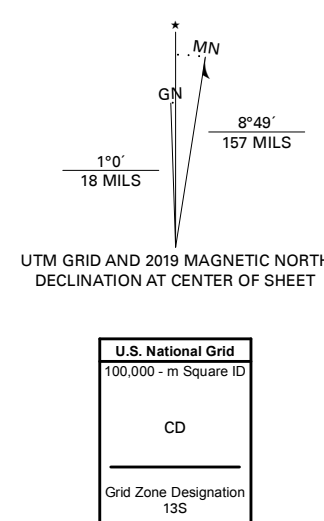 ★
MN
GN
8°49´
157 MILS
1°0´
18 MILS
UTM GRID AND 2019 MAGNETIC NORTH
DECLINATION AT CENTER OF SHEET
U.S. National Grid
100,000 - m Square ID
CD
Grid Zone Designation
13S